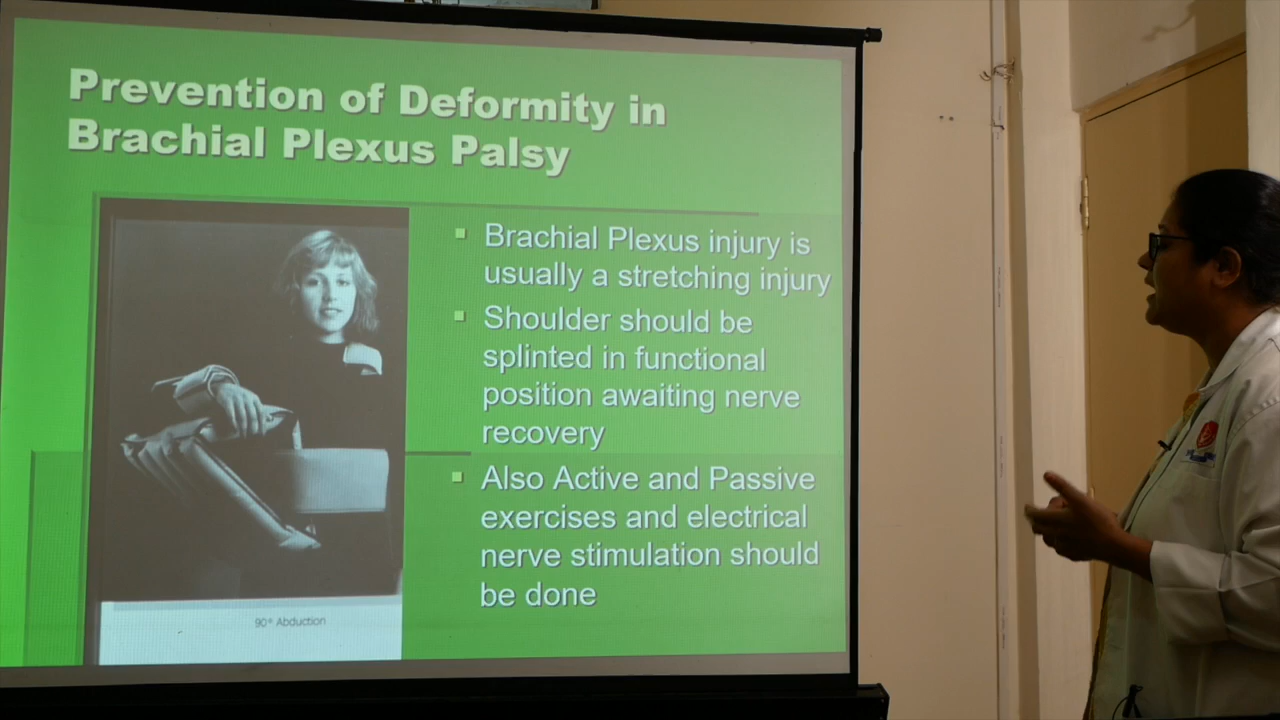 Prevention of Deformity in
Brachial Plexus Palsy
Brachial Plexus injury is
usually a stretching injury
Shoulder should be
splinted in functional
position awaiting nerve
recovery
Also Active and Passive
exercises and electrical
nerve stimulation should
be done
90° Abduction